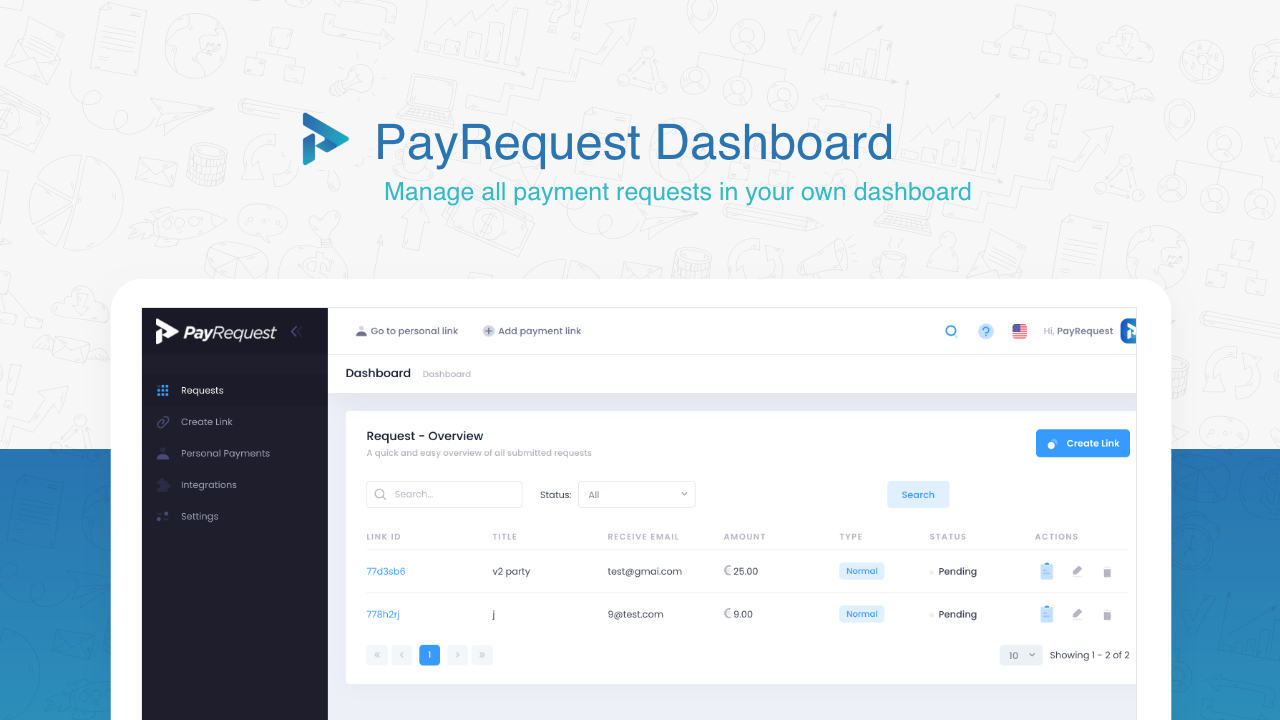 PayRequest Dashboard
Manage all payment requests in your own dashboard
PayRequest
Go to personal link
Add payment link
?
Hi, PayRequest
Dashboard Dashboard
Requests
Create Link
Personal Payments
Integrations
Settings
Request - Overview
A quick and easy overview of all submitted requests
Create Link
Search...
Status:
All
Search
LINK ID TITLE RECEIVE EMAIL AMOUNT TYPE STATUS ACTIONS
77d3sb6 v2 party test@gmai.com €25.00 Normal Pending
778h2rj j 9@test.com €9.00 Normal Pending
« ‹ 1 › »
10 Showing 1 - 2 of 2